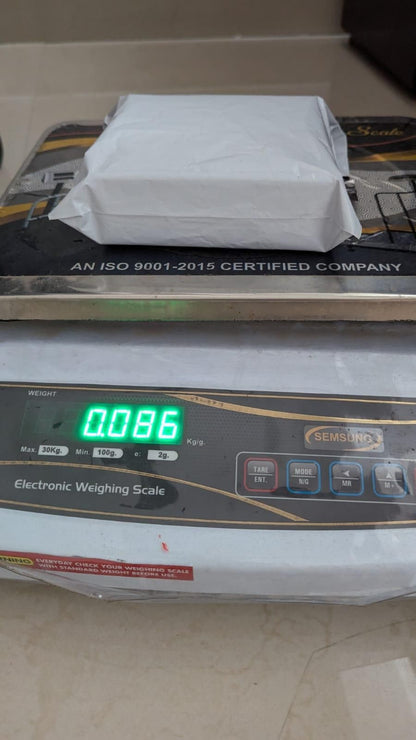 Scale
AN ISO 9001-2015 CERTIFIED COMPANY
WEIGHT
0.086
Kg/g.
Max. 30Kg. Min. 100g. e: 2g.
SEMSUNG
TARE ENT.
MODE N/G
MR
M+
Electronic Weighing Scale
WARNING EVERYDAY CHECK YOUR WEIGHING SCALE
WITH STANDARD WEIGHT BEFORE USE.